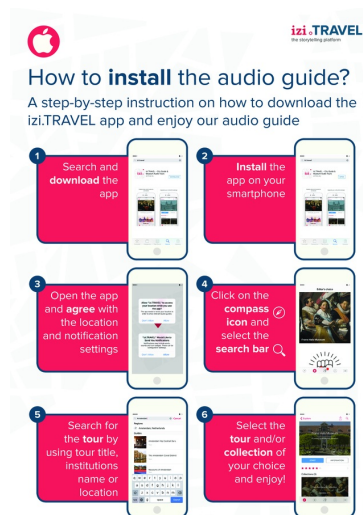 izi.TRAVEL
the storytelling platform
How to install the audio guide?
A step-by-step instruction on how to download the
izi.TRAVEL app and enjoy our audio guide
1
Search and
download the
app
2
Install the
app on your
smartphone
3
Open the app
and agree with
the location
and notification
settings
4
Click on the
compass
icon and
select the
search bar
5
Search for
the tour by
using tour title,
institutions
name or
location
6
Select the
tour and/or
collection of
your choice
and enjoy!